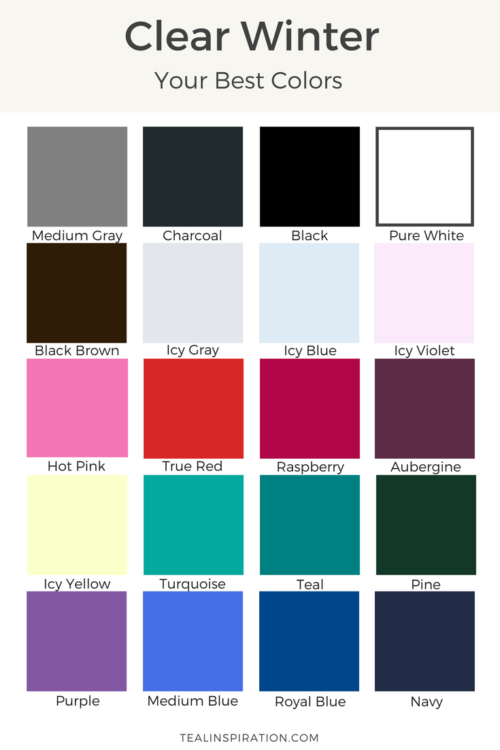 Clear Winter
Your Best Colors
Medium Gray
Charcoal
Black
Pure White
Black Brown
Icy Gray
Icy Blue
Icy Violet
Hot Pink
True Red
Raspberry
Aubergine
Icy Yellow
Turquoise
Teal
Pine
Purple
Medium Blue
Royal Blue
Navy
TEALINSPIRATION.COM